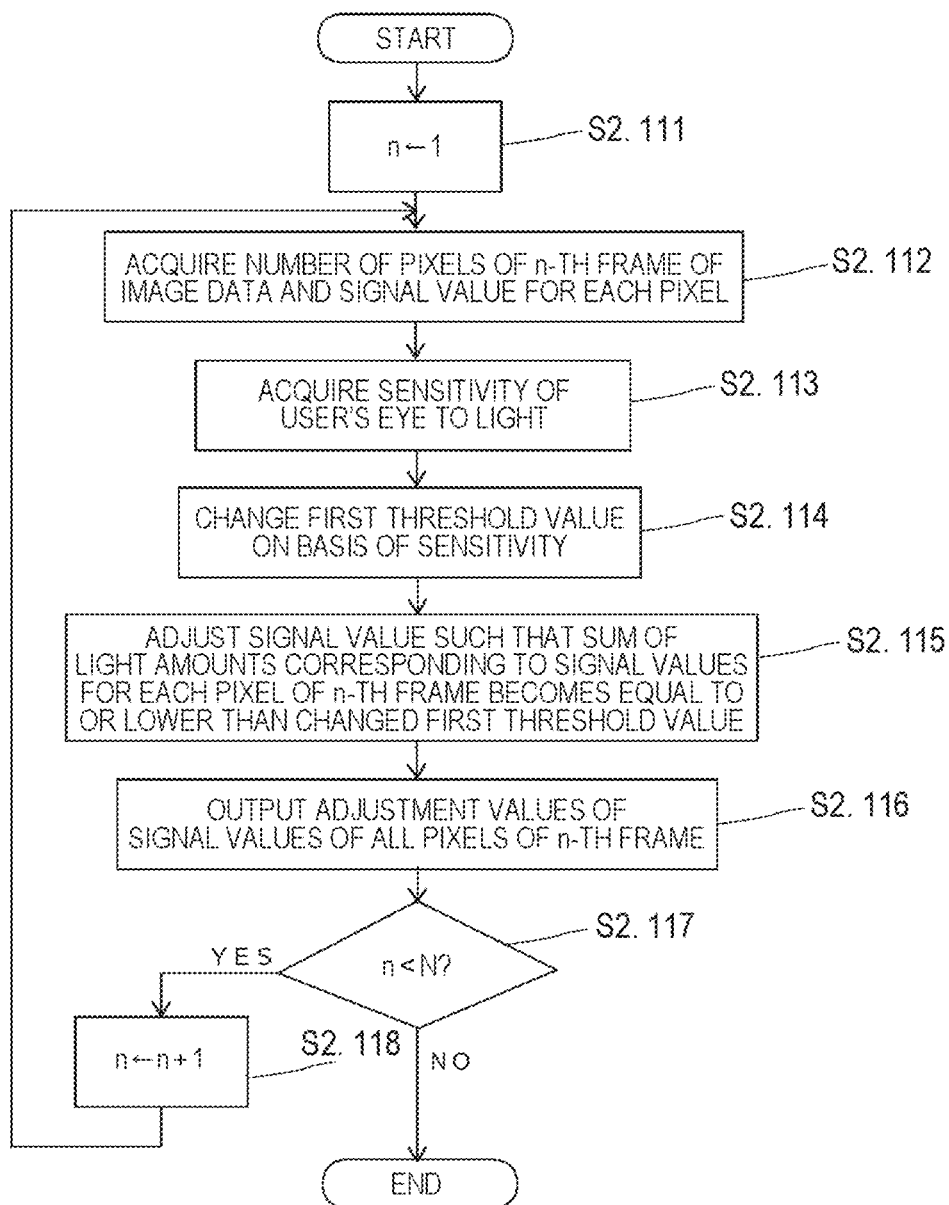 START
n←1
S2. 111
ACQUIRE NUMBER OF PIXELS OF n-TH FRAME OF
IMAGE DATA AND SIGNAL VALUE FOR EACH PIXEL
S2. 112
ACQUIRE SENSITIVITY OF
USER'S EYE TO LIGHT
S2. 113
CHANGE FIRST THRESHOLD VALUE
ON BASIS OF SENSITIVITY
S2. 114
ADJUST SIGNAL VALUE SUCH THAT SUM OF
LIGHT AMOUNTS CORRESPONDING TO SIGNAL VALUES
FOR EACH PIXEL OF n-TH FRAME BECOMES EQUAL TO
OR LOWER THAN CHANGED FIRST THRESHOLD VALUE
S2. 115
OUTPUT ADJUSTMENT VALUES OF
SIGNAL VALUES OF ALL PIXELS OF n-TH FRAME
S2. 116
n<N?
S2. 117
YES
n←n+1
S2. 118
NO
END